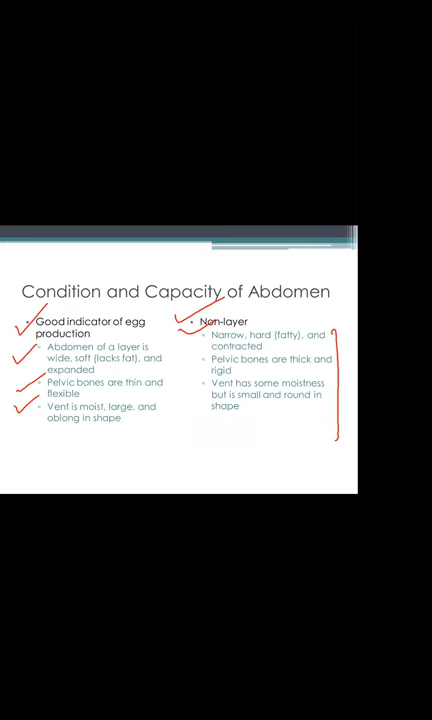 Condition and Capacity of Abdomen
• Good indicator of egg
production
▫ Abdomen of a layer is
wide, soft (lacks fat), and
expanded
▫ Pelvic bones are thin and
flexible
▫ Vent is moist, large, and
oblong in shape
• Non-layer
▫ Narrow, hard (fatty), and
contracted
▫ Pelvic bones are thick and
rigid
▫ Vent has some moistness
but is small and round in
shape